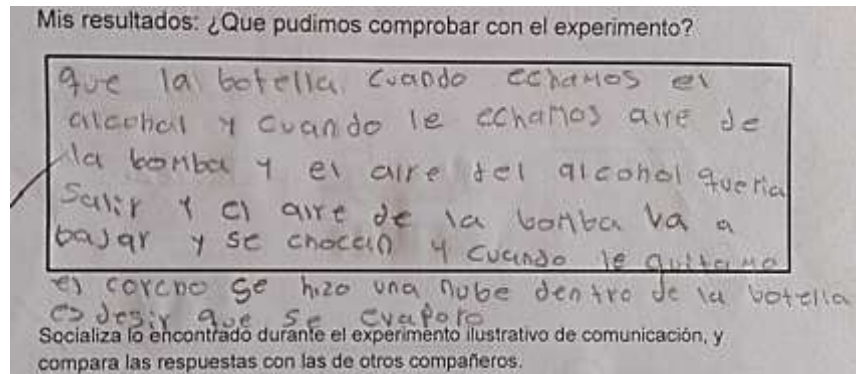 Mis resultados: ¿Que pudimos comprobar con el experimento?
que la botella cuando echamos el
alcohol y cuando le echamos aire de
la bomba y el aire del alcohol queria
Salir y el aire de la bomba va a
bajar y se chocan y cuando le quitamo
el corcho se hizo una nube dentro de la botella
es desir que se evaporo
Socializa lo encontrado durante el experimento ilustrativo de comunicación, y
compara las respuestas con las de otros compañeros.